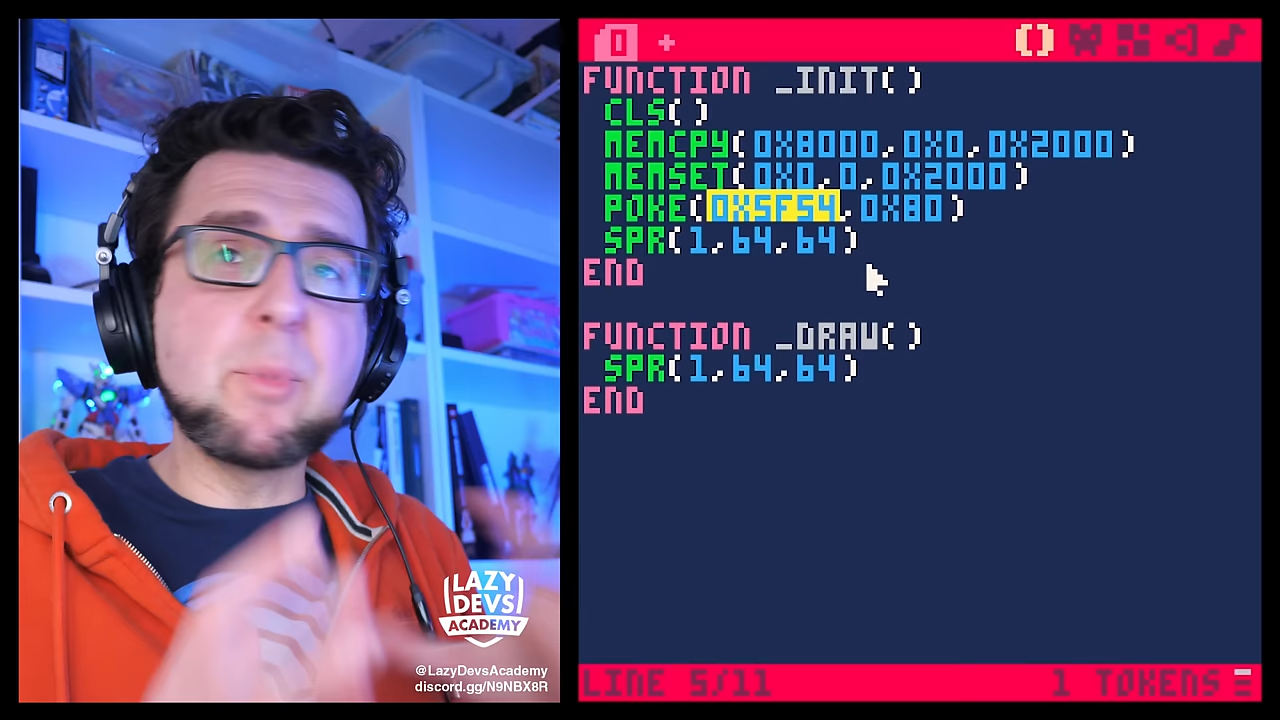 LAZY
DEVS
ACADEMY
@LazyDevsAcademy
discord.gg/N9NBX8R
0 +
FUNCTION _INIT()
CLS()
MEMCPY(0X8000,0X0,0X2000)
MEMSET(0X0,0,0X2000)
POKE(0X5F54,0X80)
SPR(1,64,64)
END
FUNCTION _DRAW()
SPR(1,64,64)
END
LINE 5/11
1 TOKENS